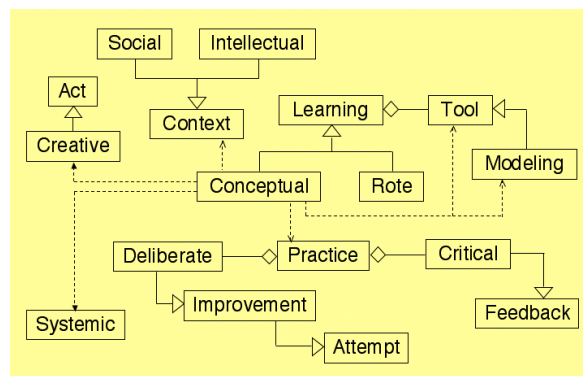 Social
Intellectual
Act
Learning
Tool
Context
Creative
Modeling
Conceptual
Rote
Deliberate
Practice
Critical
Improvement
Feedback
Systemic
Attempt